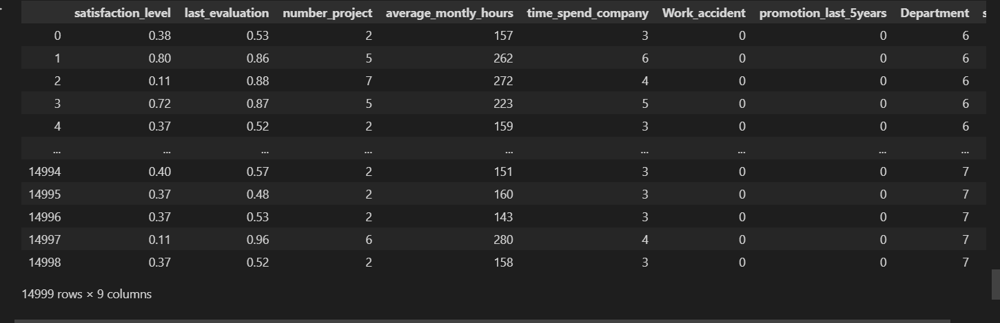 satisfaction_level last_evaluation number_project average_montly_hours time_spend_company Work_accident promotion_last_5years Department s
0 0.38 0.53 2 157 3 0 0 6
1 0.80 0.86 5 262 6 0 0 6
2 0.11 0.88 7 272 4 0 0 6
3 0.72 0.87 5 223 5 0 0 6
4 0.37 0.52 2 159 3 0 0 6
... ... ... ... ... ... ... ... ...
14994 0.40 0.57 2 151 3 0 0 7
14995 0.37 0.48 2 160 3 0 0 7
14996 0.37 0.53 2 143 3 0 0 7
14997 0.11 0.96 6 280 4 0 0 7
14998 0.37 0.52 2 158 3 0 0 7
14999 rows × 9 columns